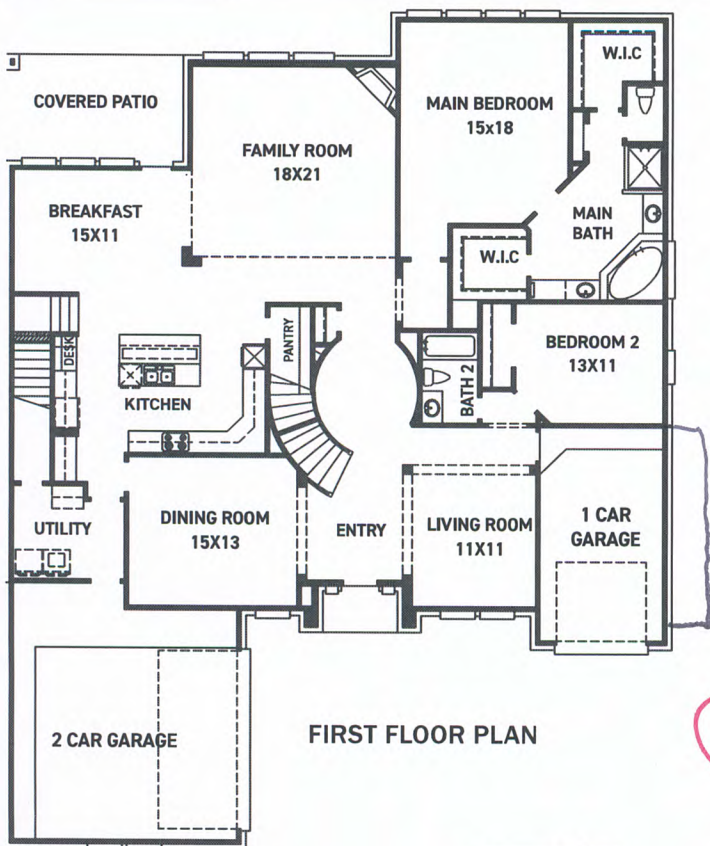 W.I.C
COVERED PATIO
MAIN BEDROOM
15x18
FAMILY ROOM
18X21
BREAKFAST
15X11
MAIN
BATH
W.I.C
DESK
PANTRY
BEDROOM 2
13X11
BATH 2
KITCHEN
DINING ROOM
15X13
ENTRY
LIVING ROOM
11X11
1 CAR
GARAGE
UTILITY
2 CAR GARAGE
FIRST FLOOR PLAN